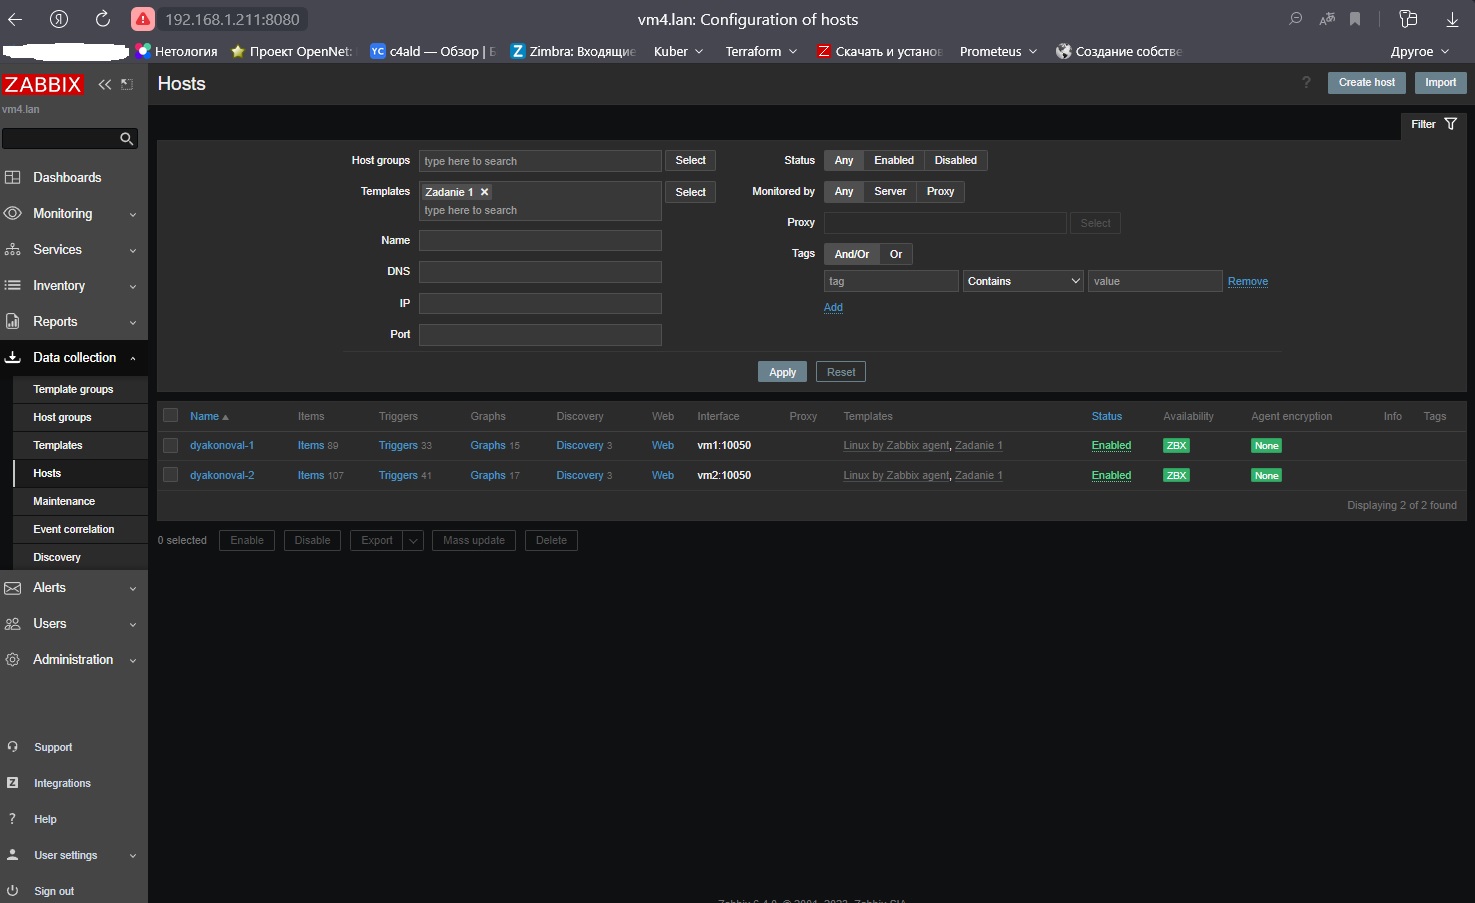 192.168.1.211:8080 vm4.lan: Configuration of hosts
Нетология Проект OpenNet: YC c4ald — Обзор | Z Zimbra: Входящие Kuber Terraform Z Скачать и установ Prometeus Создание собстве Другое
ZABBIX
vm4.lan
Dashboards
Monitoring
Services
Inventory
Reports
Data collection
Template groups
Host groups
Templates
Hosts
Maintenance
Event correlation
Discovery
Alerts
Users
Administration
Support
Z Integrations
? Help
User settings
Sign out
Hosts ? Create host Import
Filter
Host groups type here to search Select
Templates Zadanie 1 Select
type here to search
Name
DNS
IP
Port
Status Any Enabled Disabled
Monitored by Any Server Proxy
Proxy Select
Tags And/Or Or
tag Contains value Remove
Add
Apply Reset
Name Items Triggers Graphs Discovery Web Interface Proxy Templates Status Availability Agent encryption Info Tags
dyakonoval-1 Items 89 Triggers 33 Graphs 15 Discovery 3 Web vm1:10050 Linux by Zabbix agent, Zadanie 1 Enabled ZBX None
dyakonoval-2 Items 107 Triggers 41 Graphs 17 Discovery 3 Web vm2:10050 Linux by Zabbix agent, Zadanie 1 Enabled ZBX None
Displaying 2 of 2 found
0 selected Enable Disable Export Mass update Delete